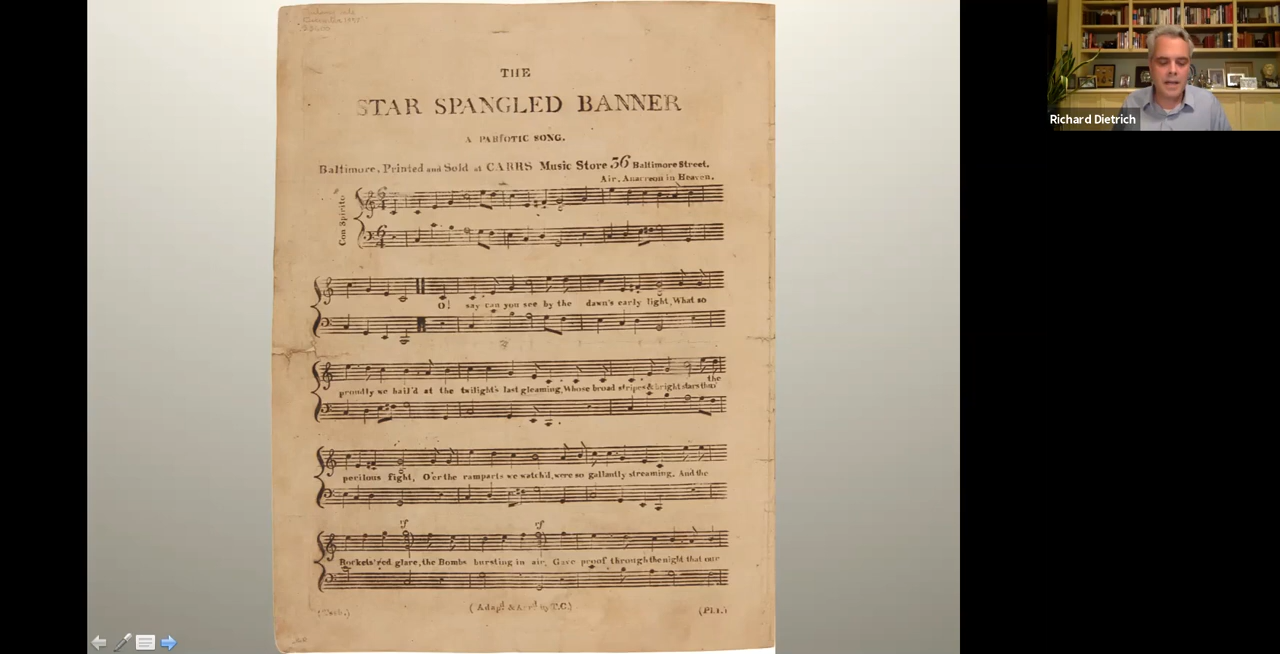 THE
STAR SPANGLED BANNER
A PARIOTIC SONG.
Baltimore. Printed and Sold at CARRS Music Store 36 Baltimore Street.
Air. Anacreon in Heaven.
Con Spirito
O! say can you see by the dawn's early light, What so
proudly we hail'd at the twilight's last gleaming, Whose broad stripes & bright stars thro' the
perilous fight, O'er the ramparts we watch'd, were so gallantly streaming. And the
Rockets' red glare, the Bombs bursting in air, Gave proof through the night that our
(Adapd. & Arrd. by T.C.)
(Pl.1.)
Richard Dietrich